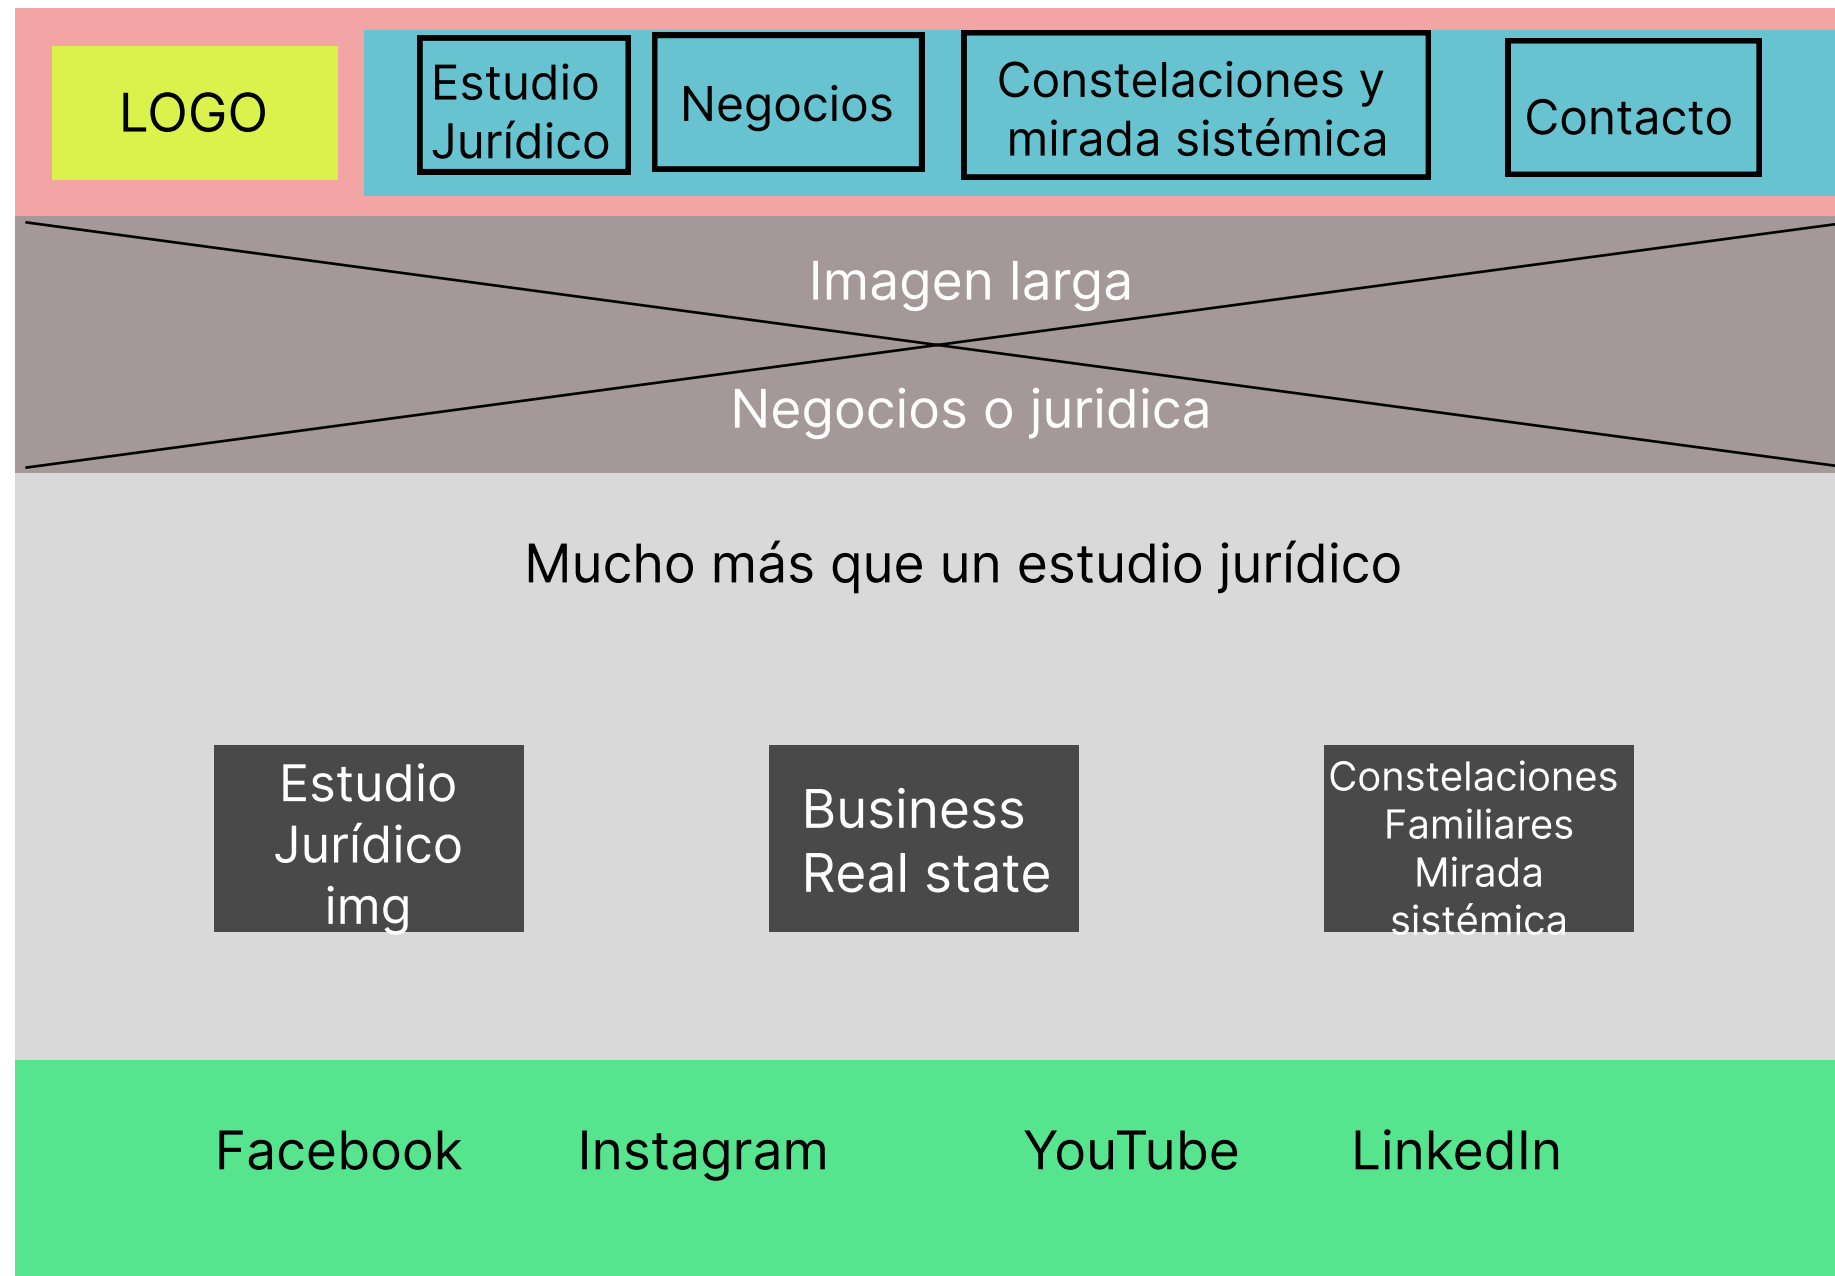 LOGO
Estudio
Jurídico
Negocios
Constelaciones y
mirada sistémica
Contacto
Imagen larga
Negocios o juridica
Mucho más que un estudio jurídico
Estudio
Jurídico
img
Business
Real state
Constelaciones
Familiares
Mirada
sistémica
Facebook
Instagram
YouTube
LinkedIn